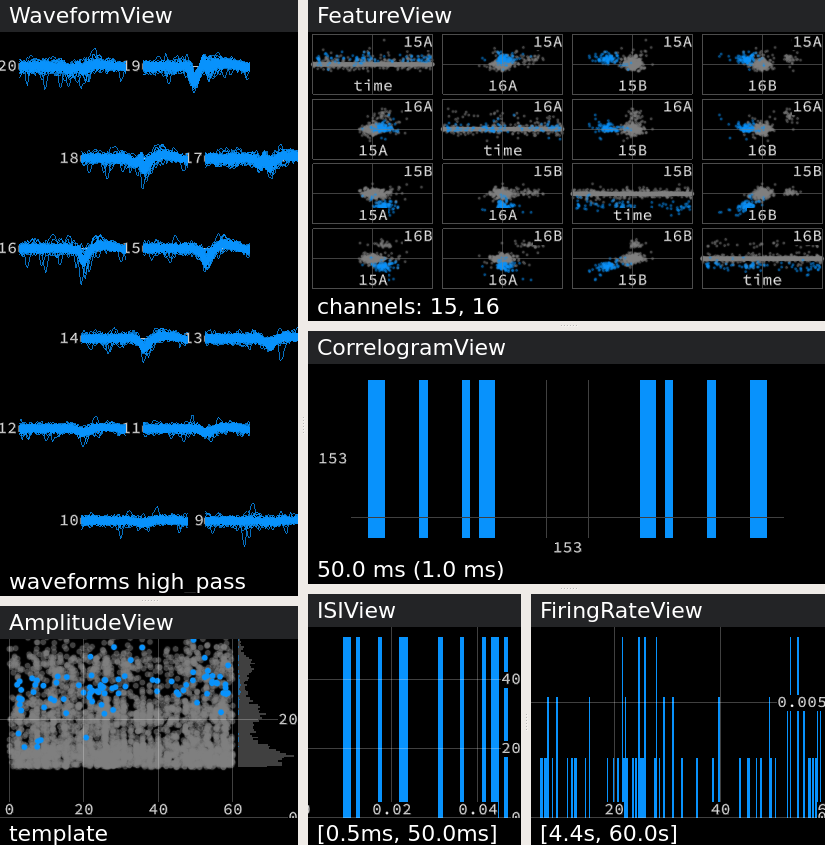 WaveformView
20 19
18 17
16 15
14 13
12 11
10 9
waveforms high_pass
AmplitudeView
20
0 20 40 60 0
template
FeatureView
15A 15A 15A 15A
time 16A 15B 16B
16A 16A 16A 16A
15A time 15B 16B
15B 15B 15B 15B
15A 16A time 16B
16B 16B 16B 16B
15A 16A 15B time
channels: 15, 16
CorrelogramView
153
153
50.0 ms (1.0 ms)
ISIView
40
20
0.02 0.04 0
[0.5ms, 50.0ms]
FiringRateView
0.005
20 40
[4.4s, 60.0s]